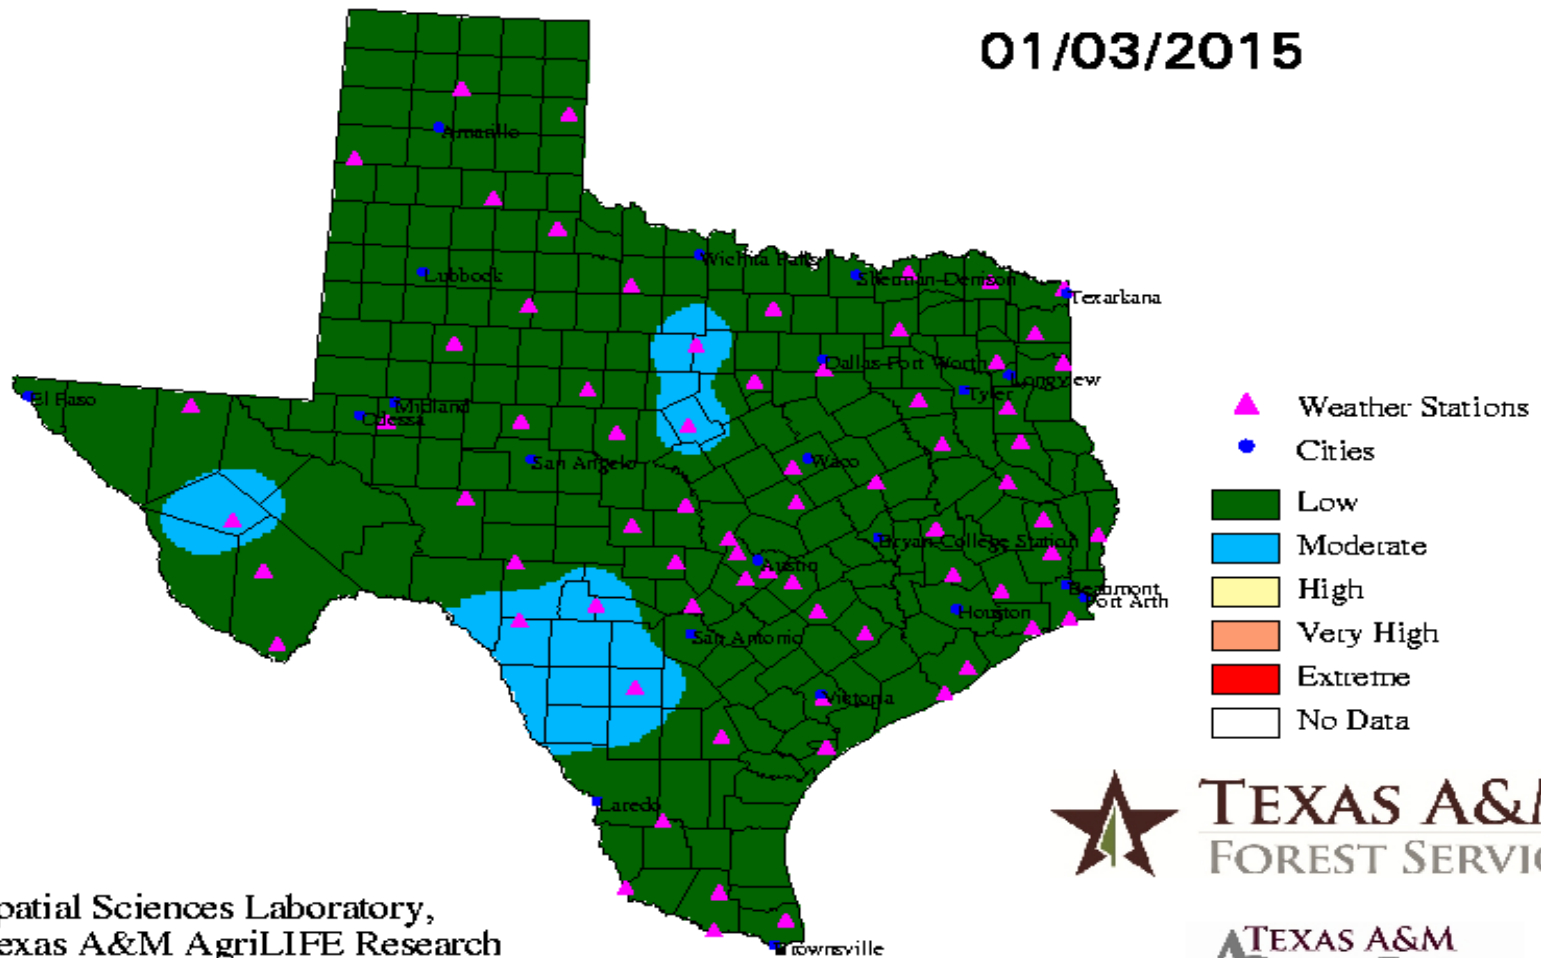 01/03/2015
Amarillo
Lubbock
Wichita Falls
Sherman-Denison
Texarkana
Dallas-Fort Worth
Longview
Tyler
El Paso
Midland
Odessa
San Angelo
Waco
Bryan-College Station
Austin
Beaumont
Port Arth
Houston
San Antonio
Victoria
Laredo
Brownsville
Weather Stations
Cities
Low
Moderate
High
Very High
Extreme
No Data
TEXAS A&M
FOREST SERVIC
patial Sciences Laboratory,
exas A&M AgriLIFE Research
TEXAS A&M